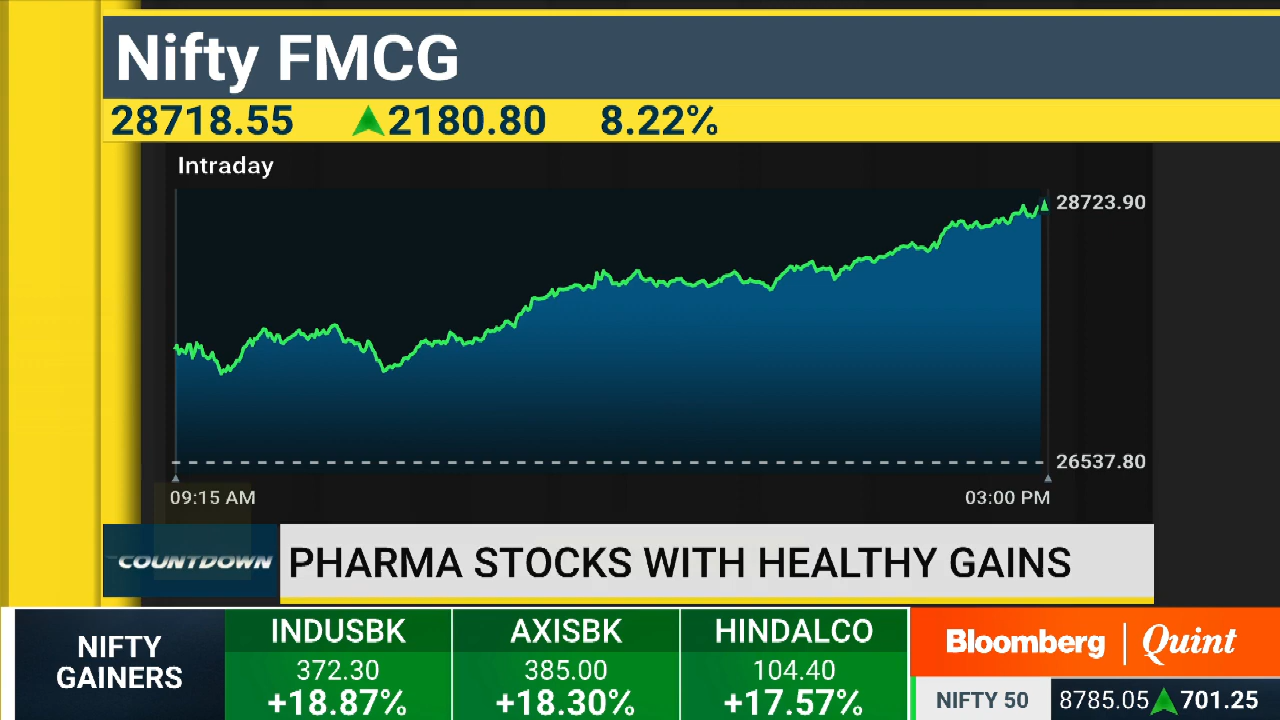 Nifty FMCG
28718.55 ▲2180.80 8.22%
Intraday
28723.90
26537.80
09:15 AM 03:00 PM
COUNTDOWN
PHARMA STOCKS WITH HEALTHY GAINS
NIFTY
GAINERS
INDUSBK
372.30
+18.87%
AXISBK
385.00
+18.30%
HINDALCO
104.40
+17.57%
Bloomberg | Quint
NIFTY 50 8785.05 ▲701.25